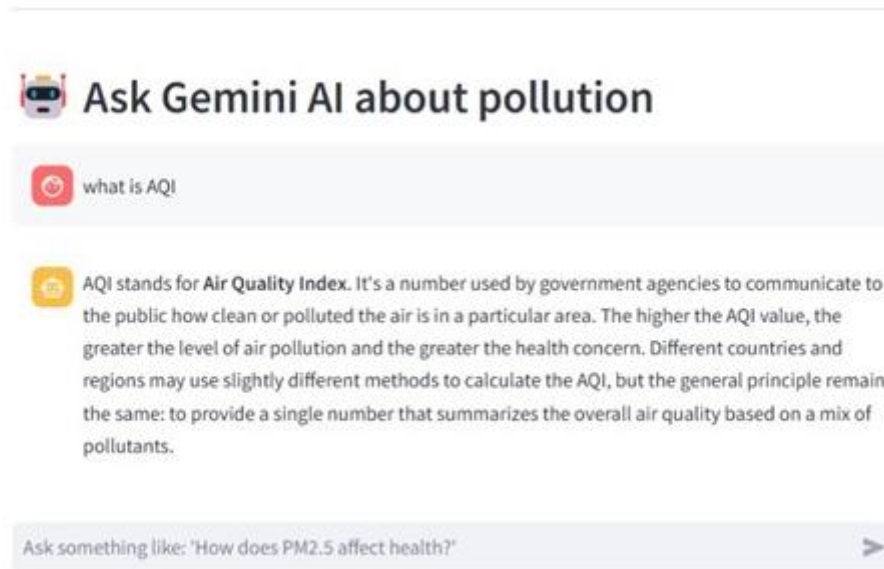 Ask Gemini AI about pollution
what is AQI
AQI stands for Air Quality Index. It's a number used by government agencies to communicate to
the public how clean or polluted the air is in a particular area. The higher the AQI value, the
greater the level of air pollution and the greater the health concern. Different countries and
regions may use slightly different methods to calculate the AQI, but the general principle remain
the same: to provide a single number that summarizes the overall air quality based on a mix of
pollutants.
Ask something like: 'How does PM2.5 affect health?'